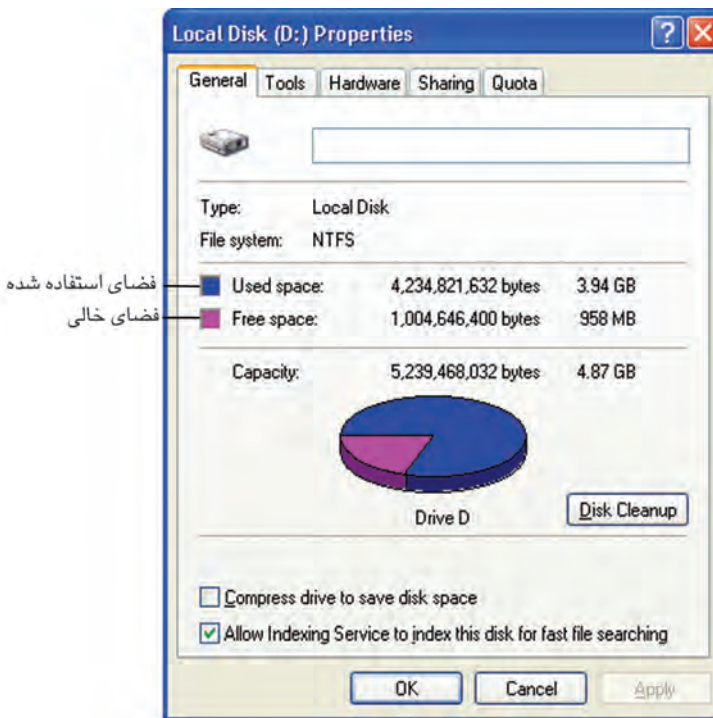 Local Disk (D:) Properties
General Tools Hardware Sharing Quota
Type: Local Disk
File system: NTFS
فضای استفاده شده
Used space: 4,234,821,632 bytes 3.94 GB
فضای خالی
Free space: 1,004,646,400 bytes 958 MB
Capacity: 5,239,468,032 bytes 4.87 GB
Drive D
Disk Cleanup
Compress drive to save disk space
Allow Indexing Service to index this disk for fast file searching
OK Cancel Apply